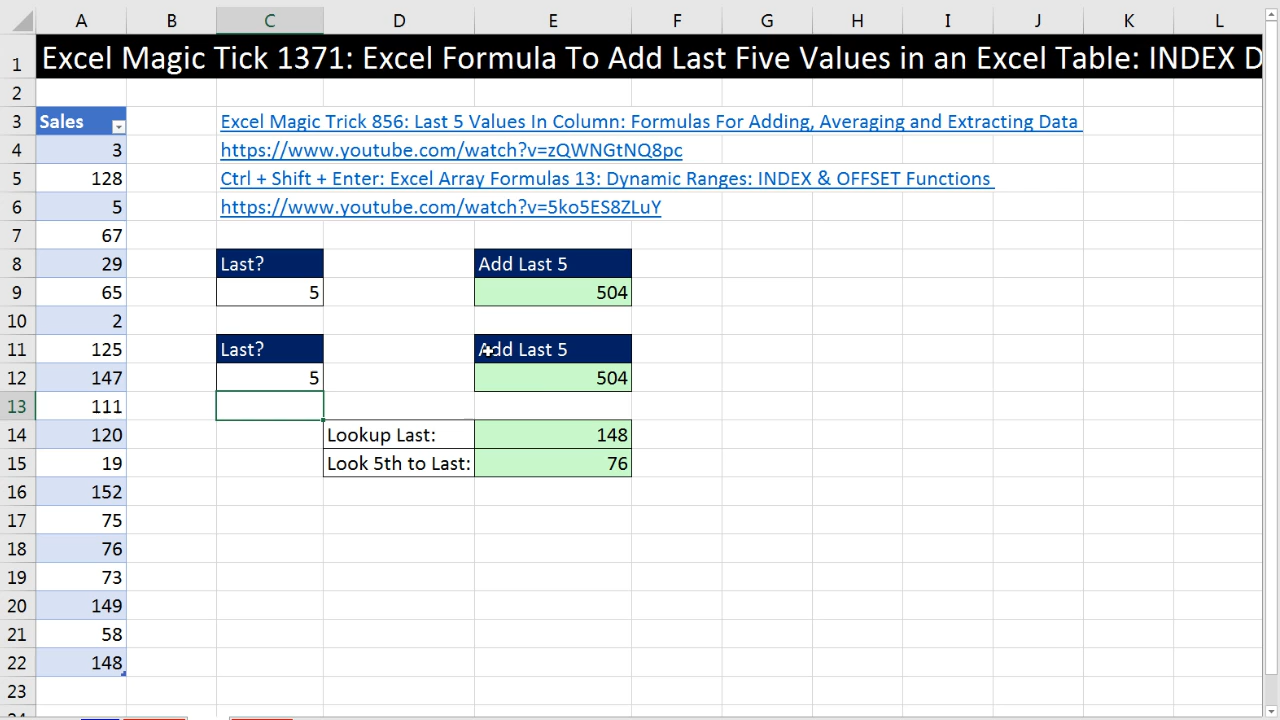 A B C D E F G H I J K L
1 Excel Magic Tick 1371: Excel Formula To Add Last Five Values in an Excel Table: INDEX D
2
3 Sales Excel Magic Trick 856: Last 5 Values In Column: Formulas For Adding, Averaging and Extracting Data
4 3 https://www.youtube.com/watch?v=zQWNGtNQ8pc
5 128 Ctrl + Shift + Enter: Excel Array Formulas 13: Dynamic Ranges: INDEX & OFFSET Functions
6 5 https://www.youtube.com/watch?v=5ko5ES8ZLuY
7 67
8 29 Last? Add Last 5
9 65 5 504
10 2
11 125 Last? Add Last 5
12 147 5 504
13 111
14 120 Lookup Last: 148
15 19 Look 5th to Last: 76
16 152
17 75
18 76
19 73
20 149
21 58
22 148
23